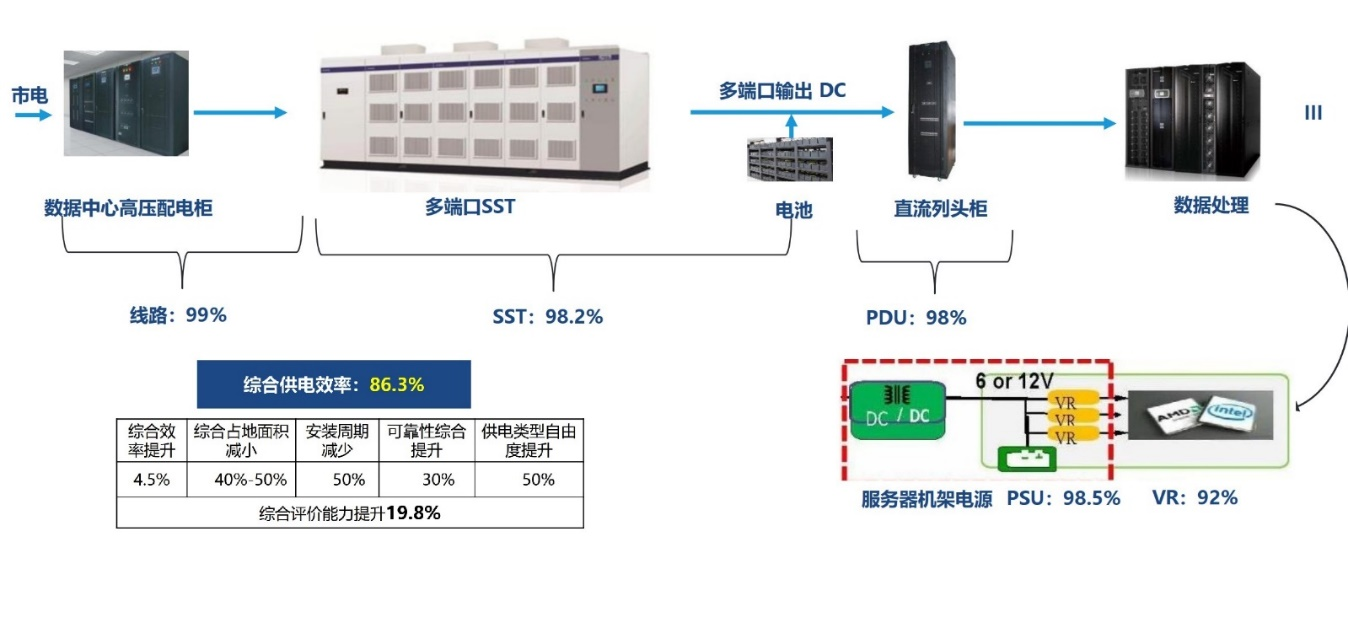 市电
多端口输出 DC
III
数据中心高压配电柜
多端口SST
电池
直流列头柜
数据处理
线路：99%
SST：98.2%
PDU：98%
综合供电效率：86.3%
综合效率提升
综合占地面积减小
安装周期减少
可靠性综合提升
供电类型自由度提升
4.5%
40%-50%
50%
30%
50%
综合评价能力提升19.8%
6 or 12V
DC / DC
VR
VR
VR
AMD
intel
服务器机架电源 PSU：98.5% VR：92%